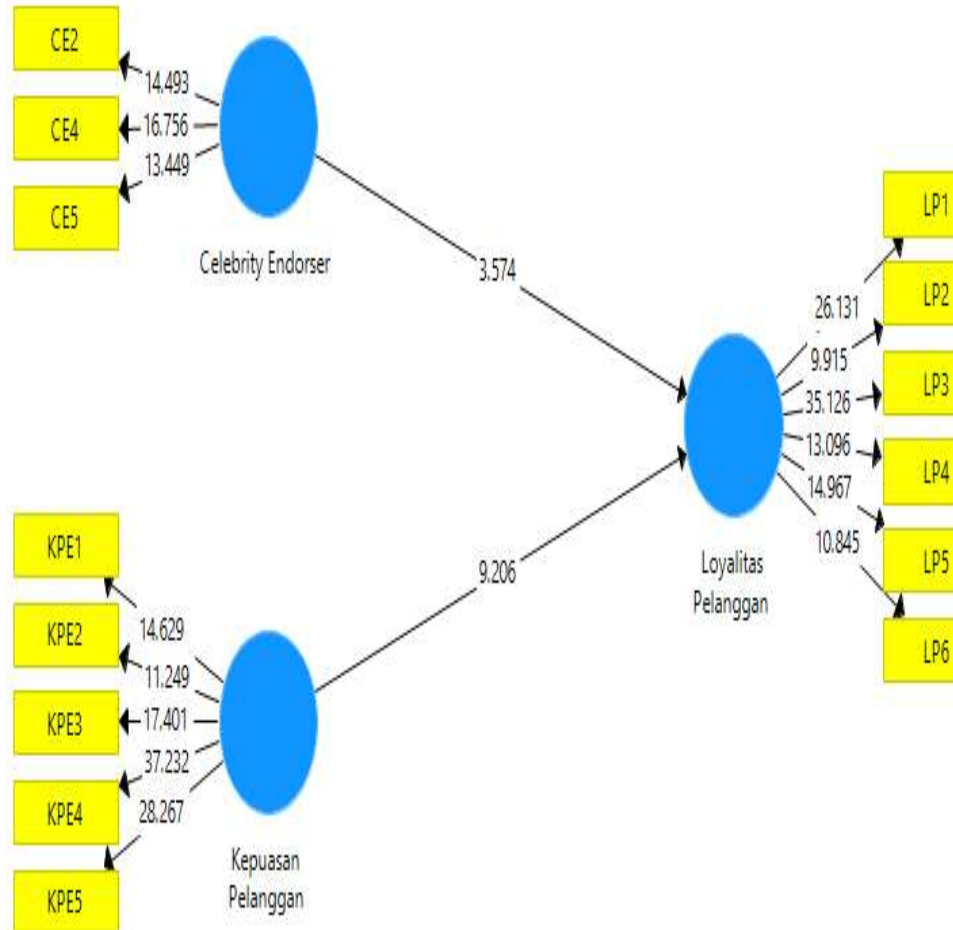 CE2
14.493
CE4
16.756
CE5
13.449
Celebrity Endorser
3.574
LP1
26.131
LP2
9.915
LP3
35.126
LP4
13.096
LP5
14.967
LP6
10.845
Loyalitas
Pelanggan
9.206
KPE1
14.629
KPE2
11.249
KPE3
17.401
KPE4
37.232
KPE5
28.267
Kepuasan
Pelanggan